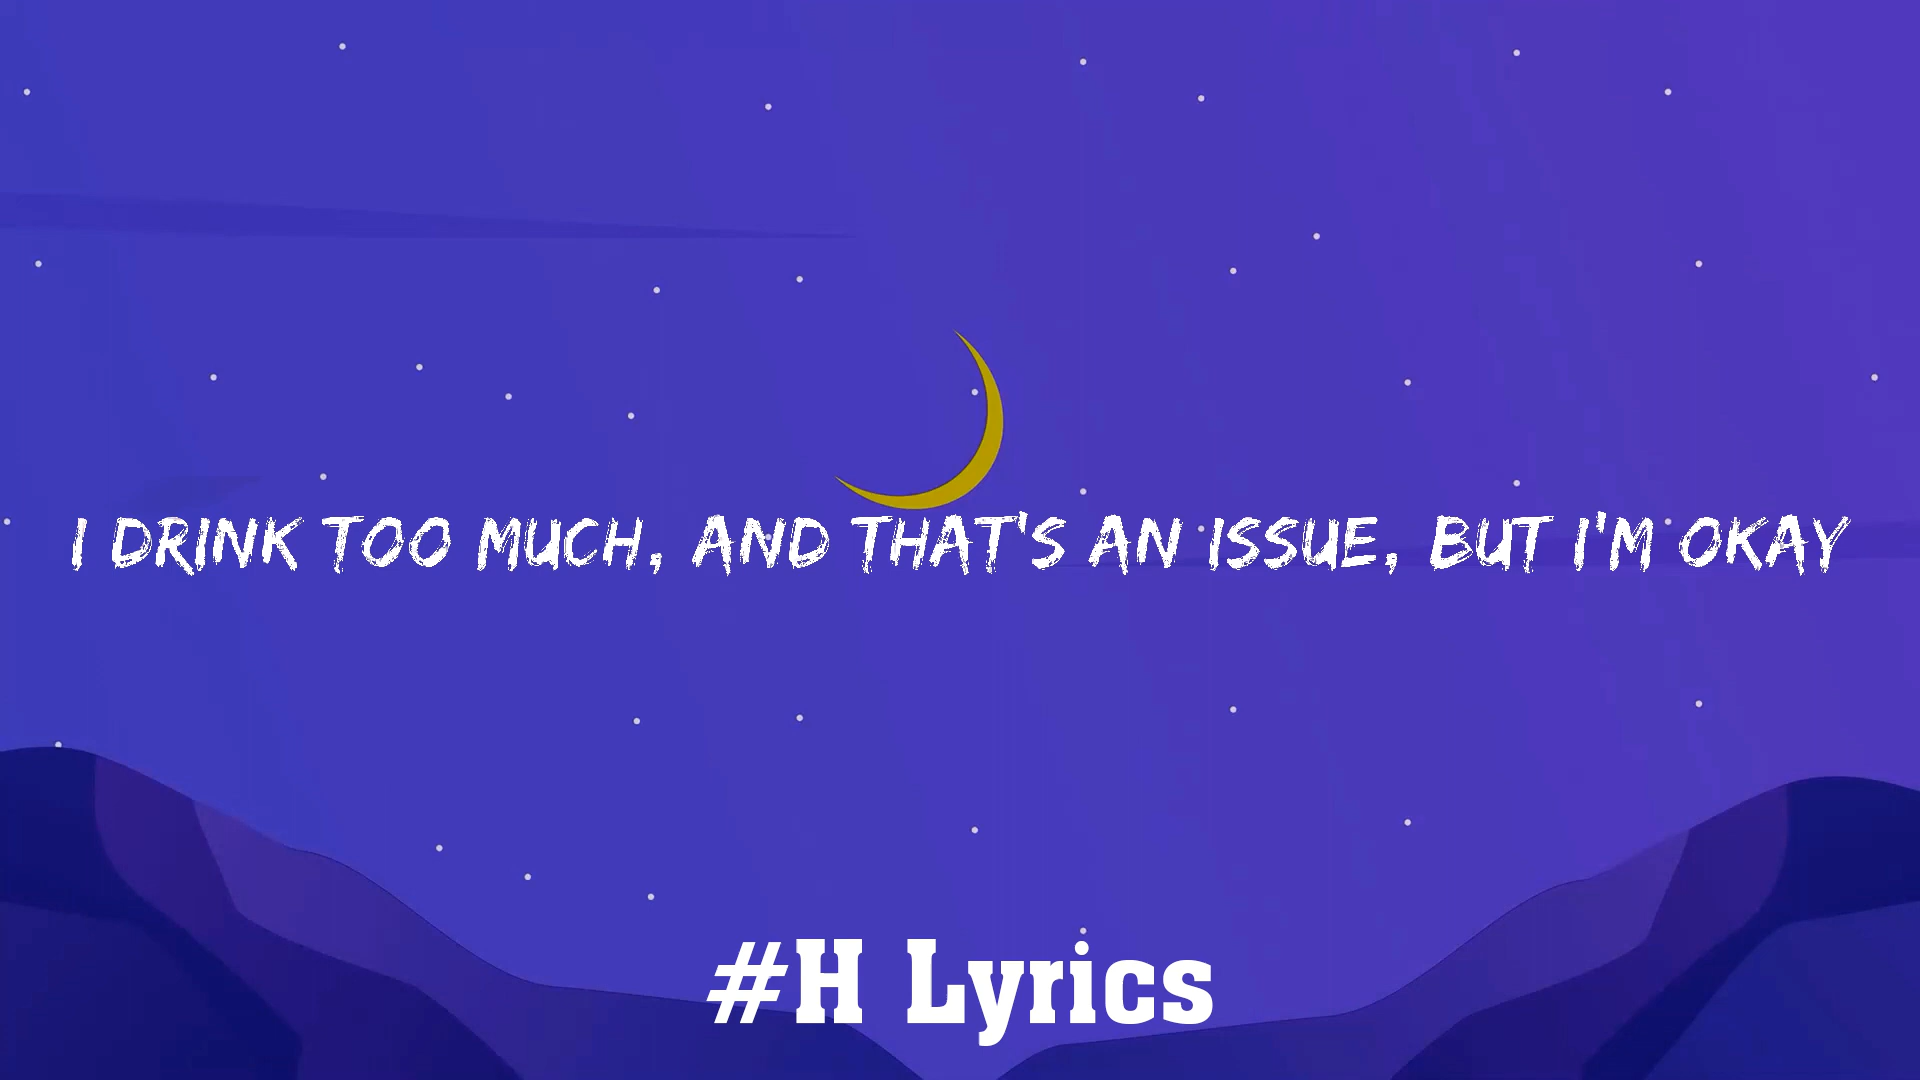 I DRINK TOO MUCH, AND THAT'S AN ISSUE, BUT I'M OKAY
#H Lyrics